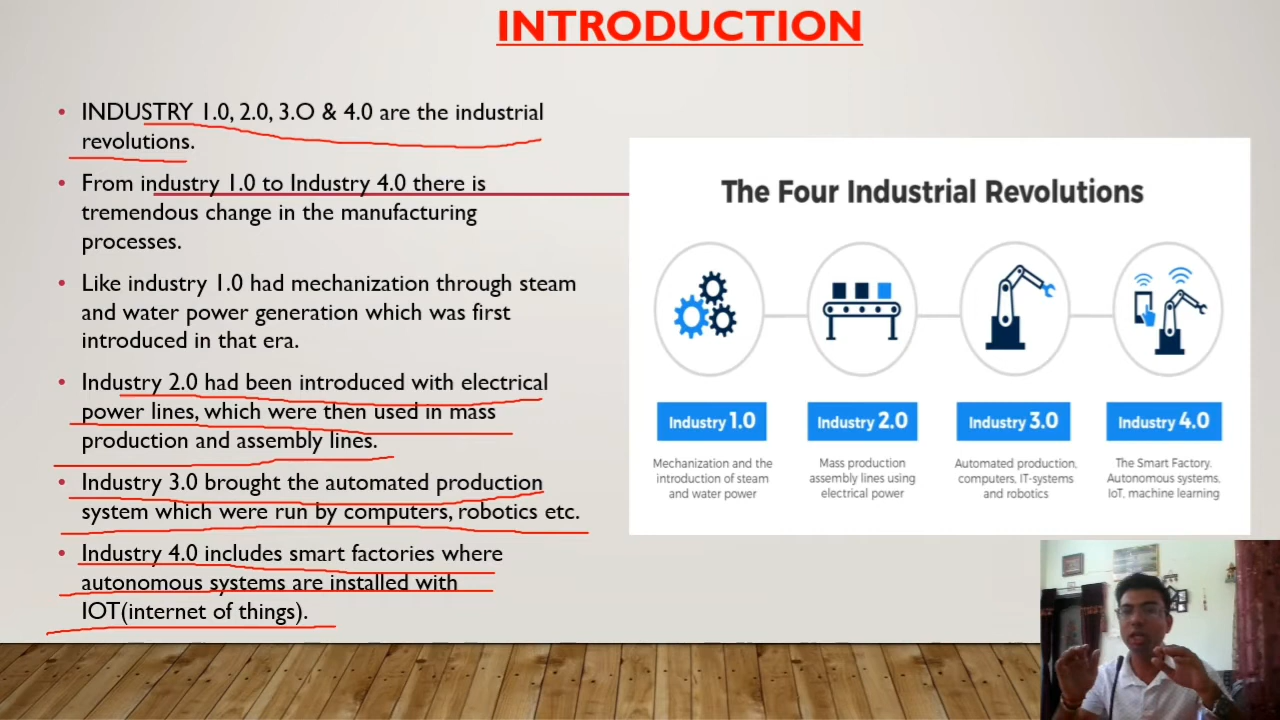 INTRODUCTION
• INDUSTRY 1.0, 2.0, 3.O & 4.0 are the industrial
revolutions.
• From industry 1.0 to Industry 4.0 there is
tremendous change in the manufacturing
processes.
• Like industry 1.0 had mechanization through steam
and water power generation which was first
introduced in that era.
• Industry 2.0 had been introduced with electrical
power lines, which were then used in mass
production and assembly lines.
• Industry 3.0 brought the automated production
system which were run by computers, robotics etc.
• Industry 4.0 includes smart factories where
autonomous systems are installed with
IOT(internet of things).
The Four Industrial Revolutions
Industry 1.0
Mechanization and the
introduction of steam
and water power
Industry 2.0
Mass production
assembly lines using
electrical power
Industry 3.0
Automated production,
computers, IT-systems
and robotics
Industry 4.0
The Smart Factory.
Autonomous systems,
IoT, machine learning